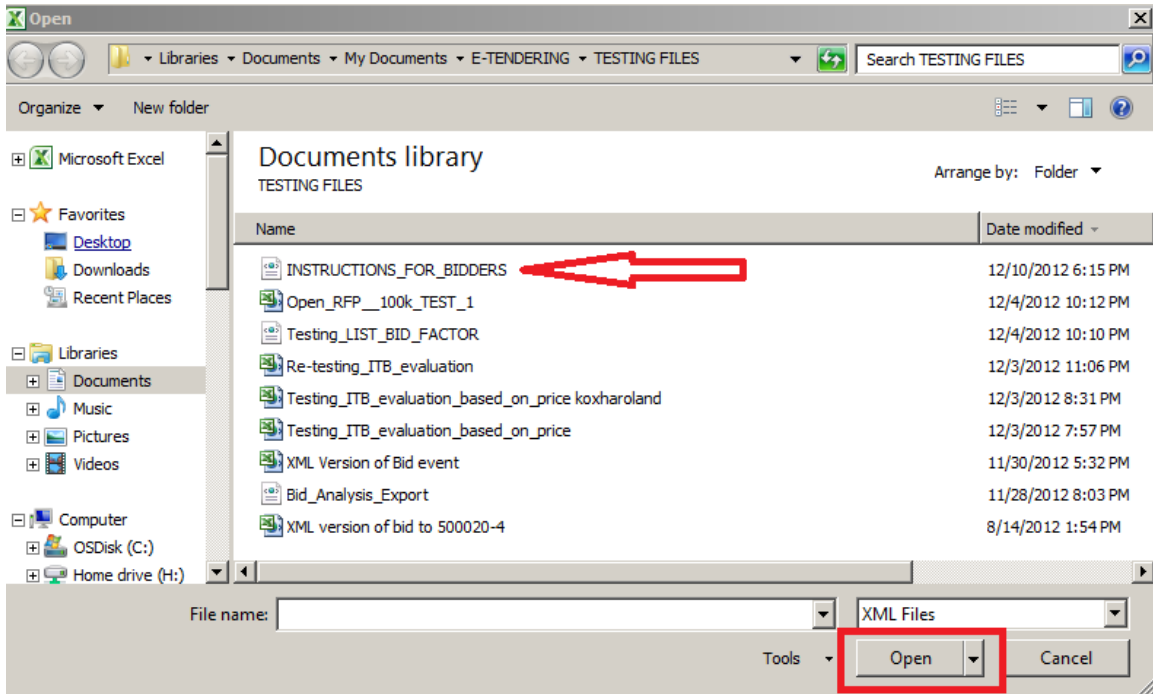 Open
Libraries Documents My Documents E-TENDERING TESTING FILES Search TESTING FILES
Organize New folder
Microsoft Excel
Favorites
Desktop
Downloads
Recent Places
Libraries
Documents
Music
Pictures
Videos
Computer
OSDisk (C:)
Home drive (H:)
Documents library
TESTING FILES
Arrange by: Folder
Name Date modified
INSTRUCTIONS_FOR_BIDDERS 12/10/2012 6:15 PM
Open_RFP__100k_TEST_1 12/4/2012 10:12 PM
Testing_LIST_BID_FACTOR 12/4/2012 10:10 PM
Re-testing_ITB_evaluation 12/3/2012 11:06 PM
Testing_ITB_evaluation_based_on_price koxharoland 12/3/2012 8:31 PM
Testing_ITB_evaluation_based_on_price 12/3/2012 7:57 PM
XML Version of Bid event 11/30/2012 5:32 PM
Bid_Analysis_Export 11/28/2012 8:03 PM
XML version of bid to 500020-4 8/14/2012 1:54 PM
File name: XML Files
Tools Open Cancel